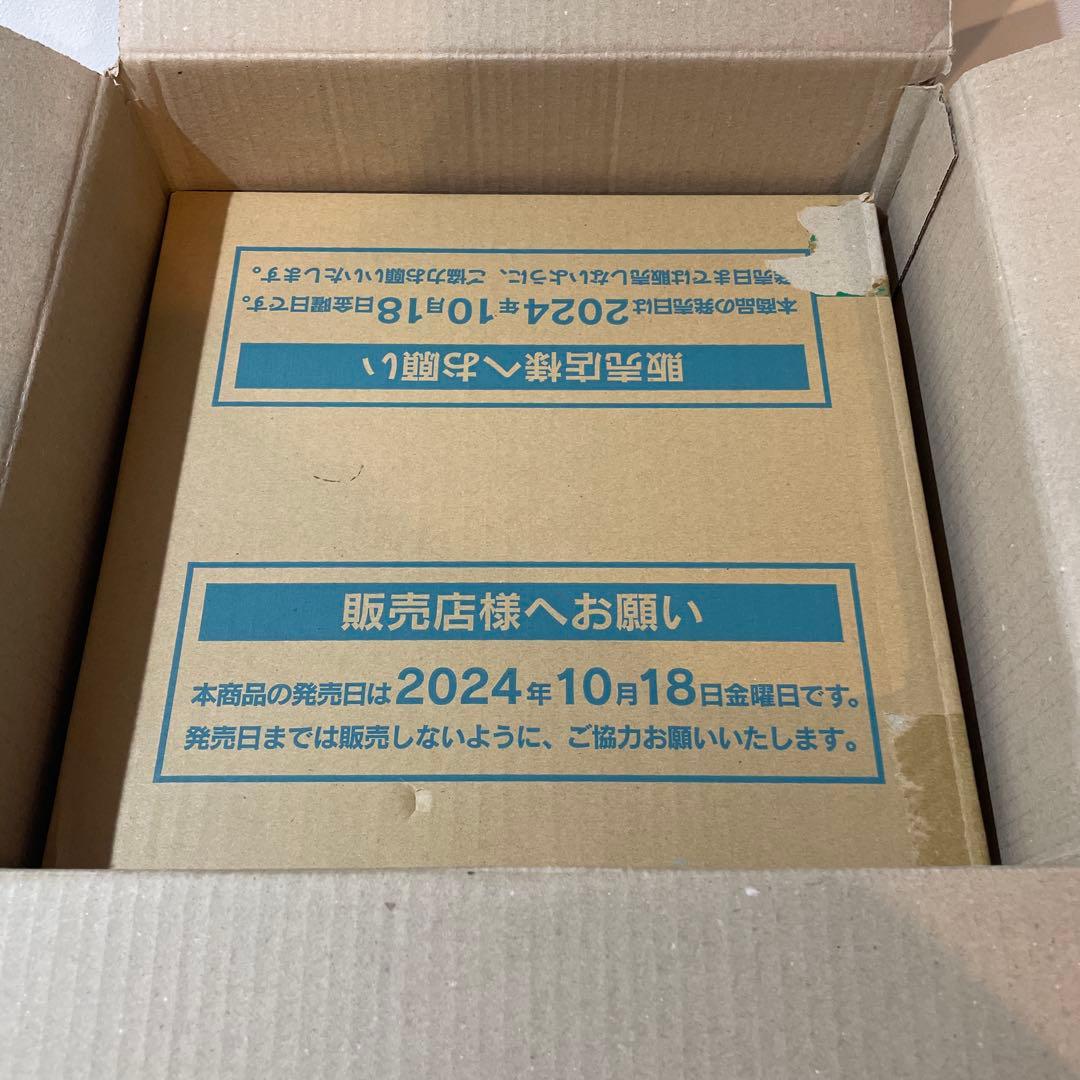 販売店様へお願い
本商品の発売日は2024年10月18日金曜日です。
発売日までは販売しないように、ご協力お願いいたします。
販売店様へお願い
本商品の発売日は2024年10月18日金曜日です。
発売日までは販売しないように、ご協力お願いいたします。